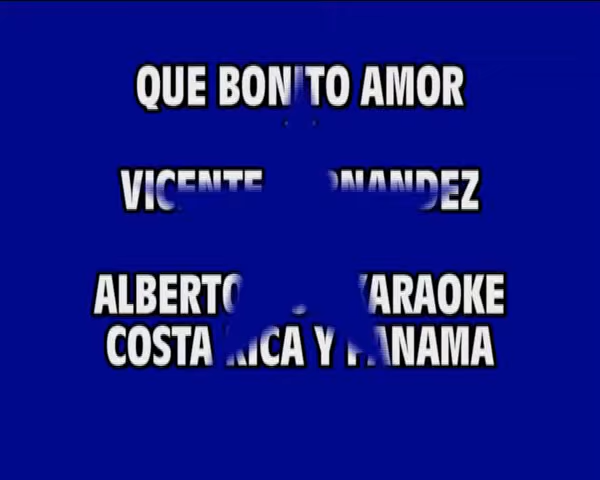 QUE BONITO AMOR
VICENTE
ALBERTO KARAOKE
COSTA RICA Y PANAMA